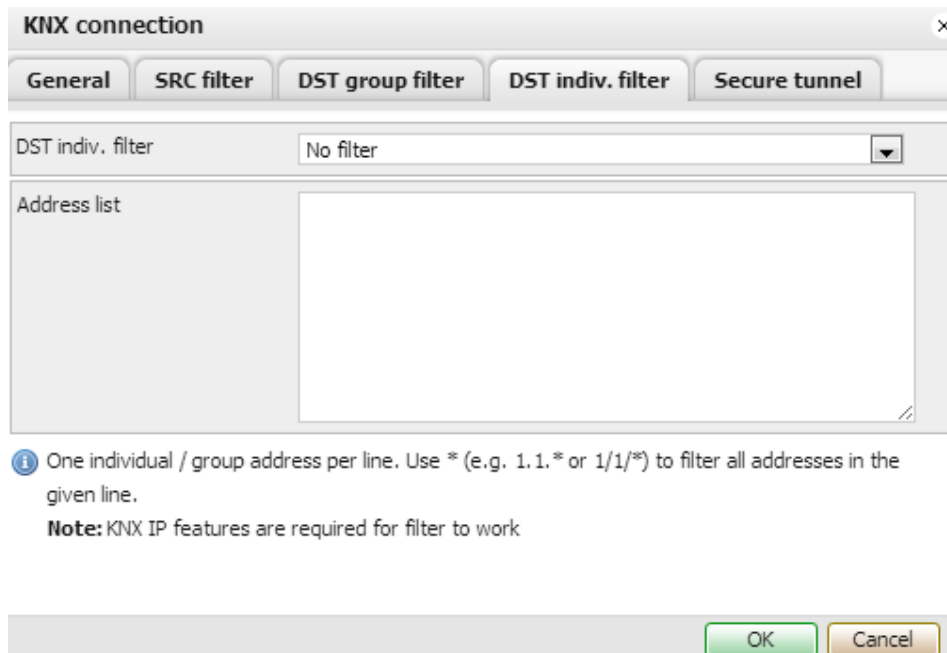 KNX connection
General SRC filter DST group filter DST indiv. filter Secure tunnel
DST indiv. filter No filter
Address list
One individual / group address per line. Use * (e.g. 1.1.* or 1/1/*) to filter all addresses in the
given line.
Note: KNX IP features are required for filter to work
OK Cancel